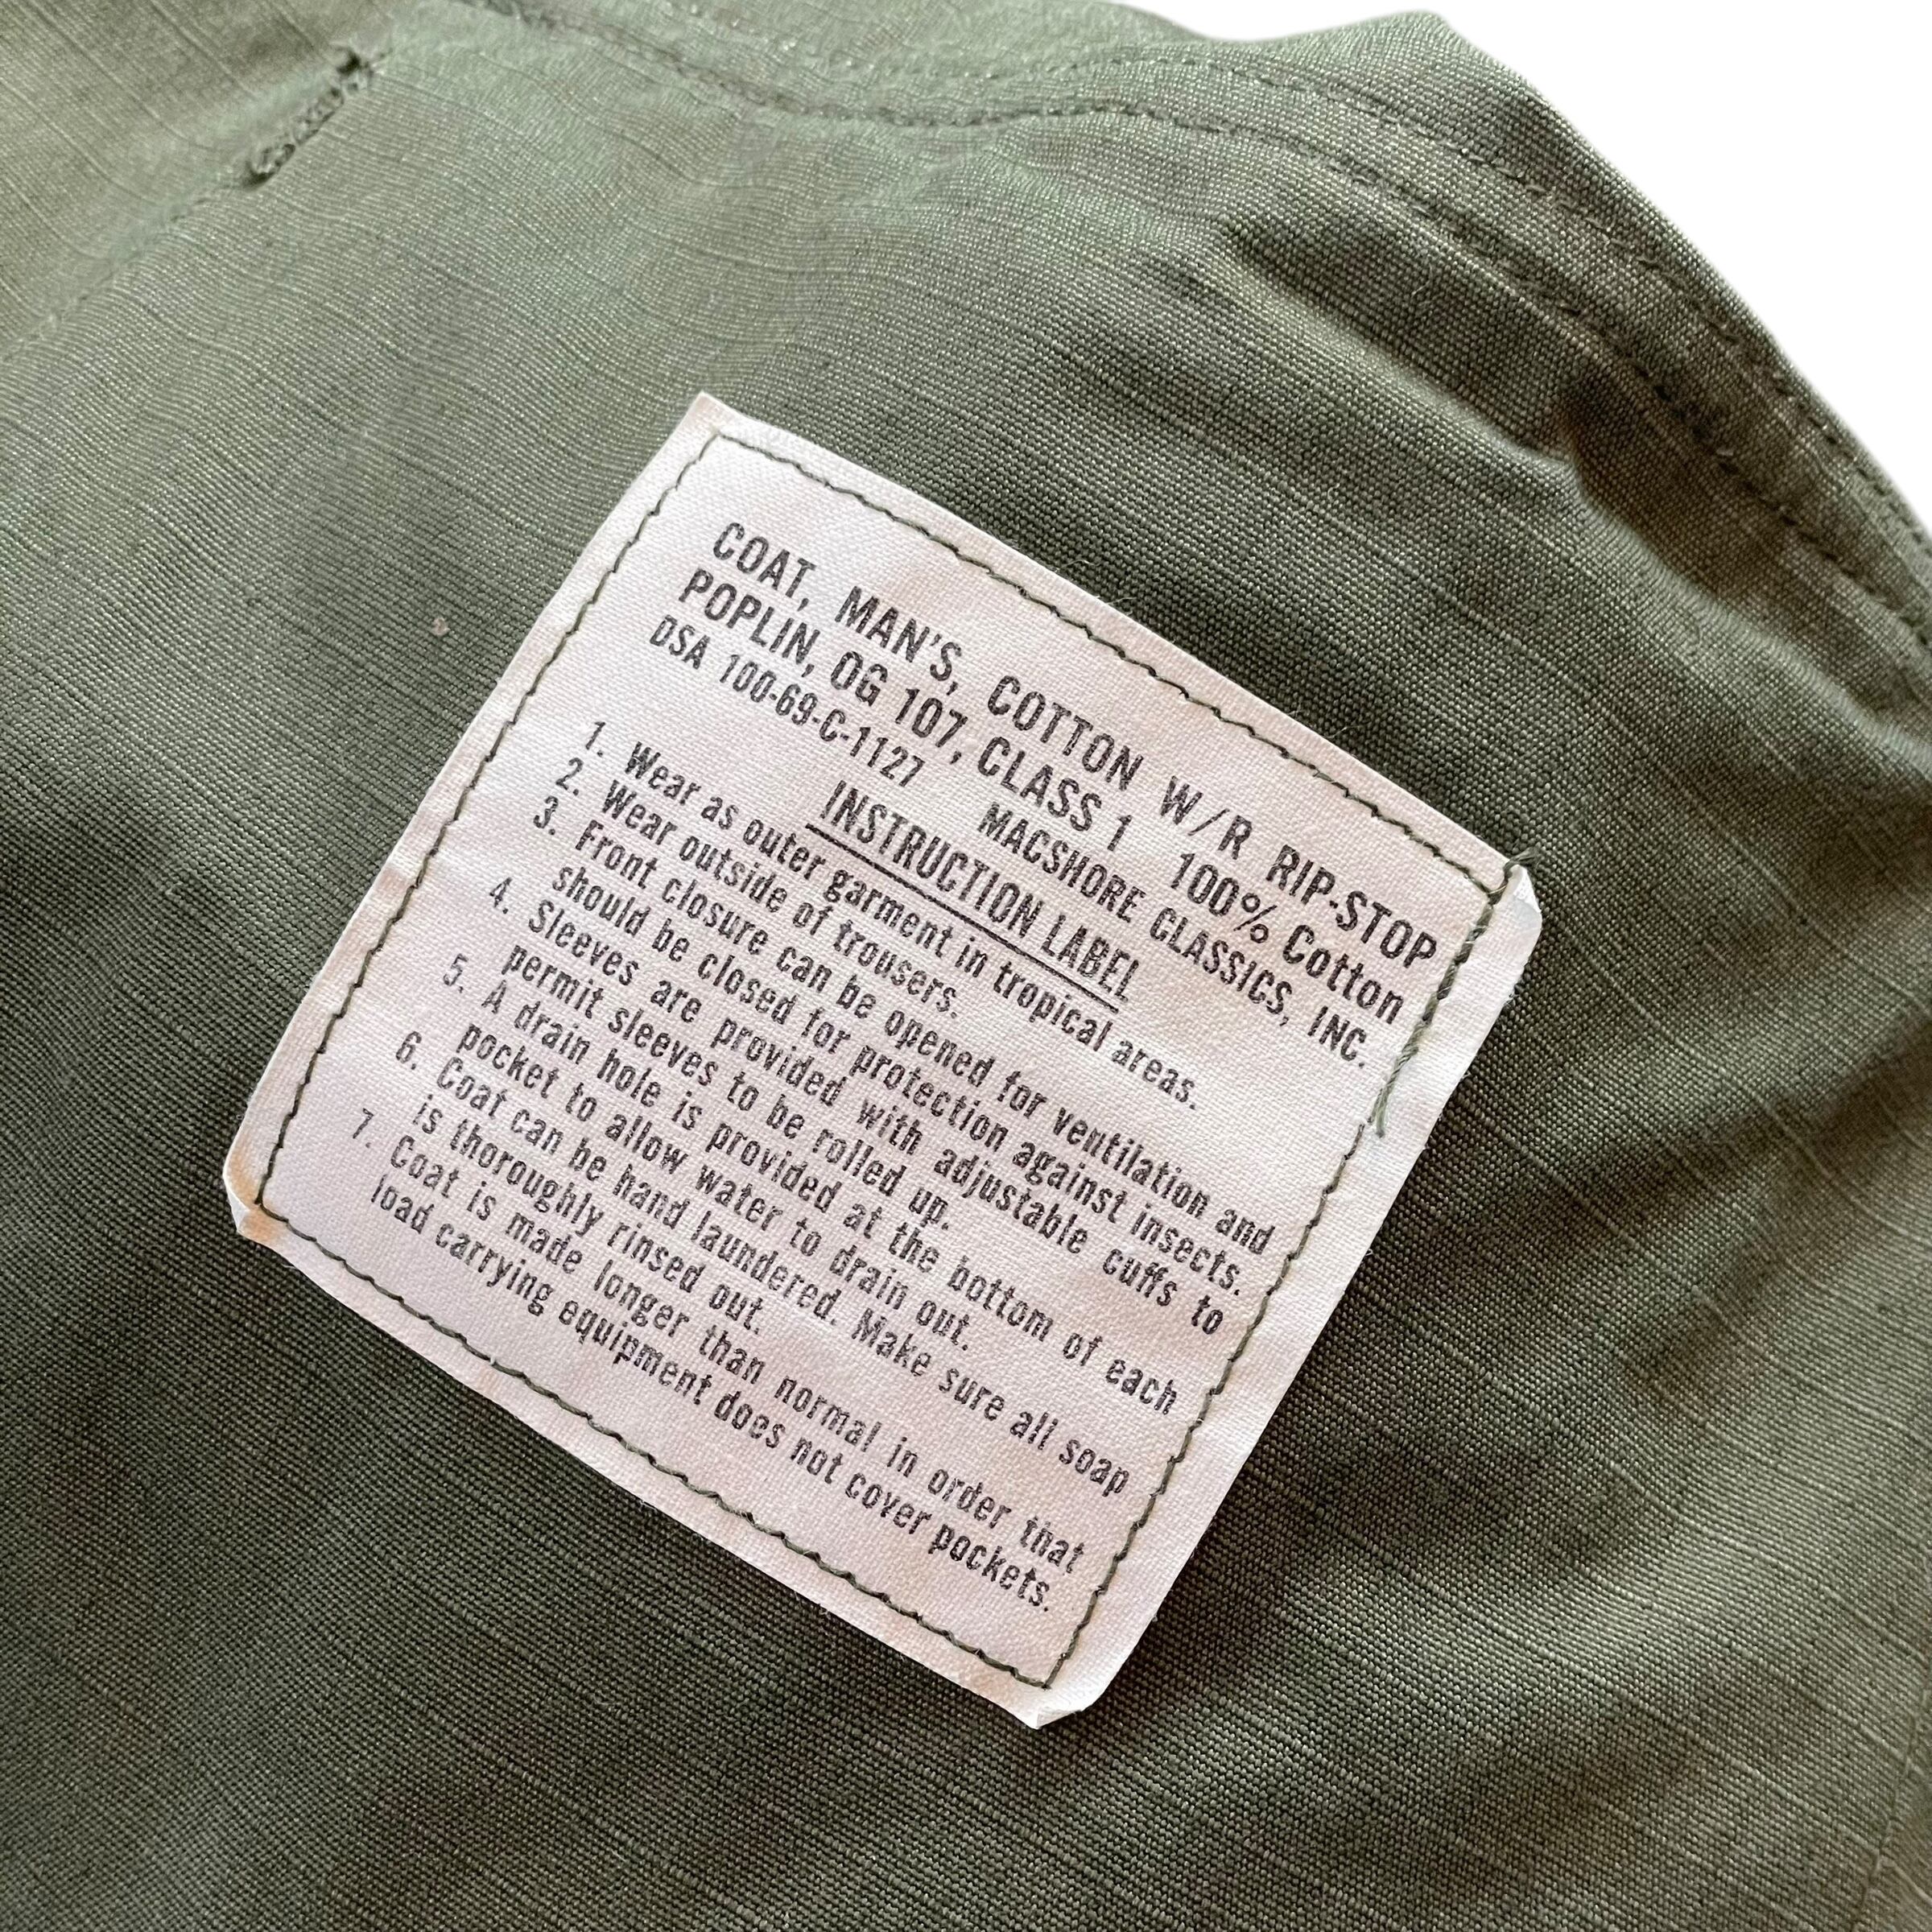 COAT, MAN'S, COTTON W/R RIP-STOP
POPLIN, OG 107, CLASS 1 100% Cotton
DSA 100-69-C-1127 MACSHORE CLASSICS, INC.
INSTRUCTION LABEL
1. Wear as outer garment in tropical areas.
2. Wear outside of trousers.
3. Front closure can be opened for ventilation and
should be closed for protection against insects.
4. Sleeves are provided with adjustable cuffs to
permit sleeves to be rolled up.
5. A drain hole is provided at the bottom of each
pocket to allow water to drain out.
6. Coat can be hand laundered. Make sure all soap
is thoroughly rinsed out.
7. Coat is made longer than normal in order that
load carrying equipment does not cover pockets.